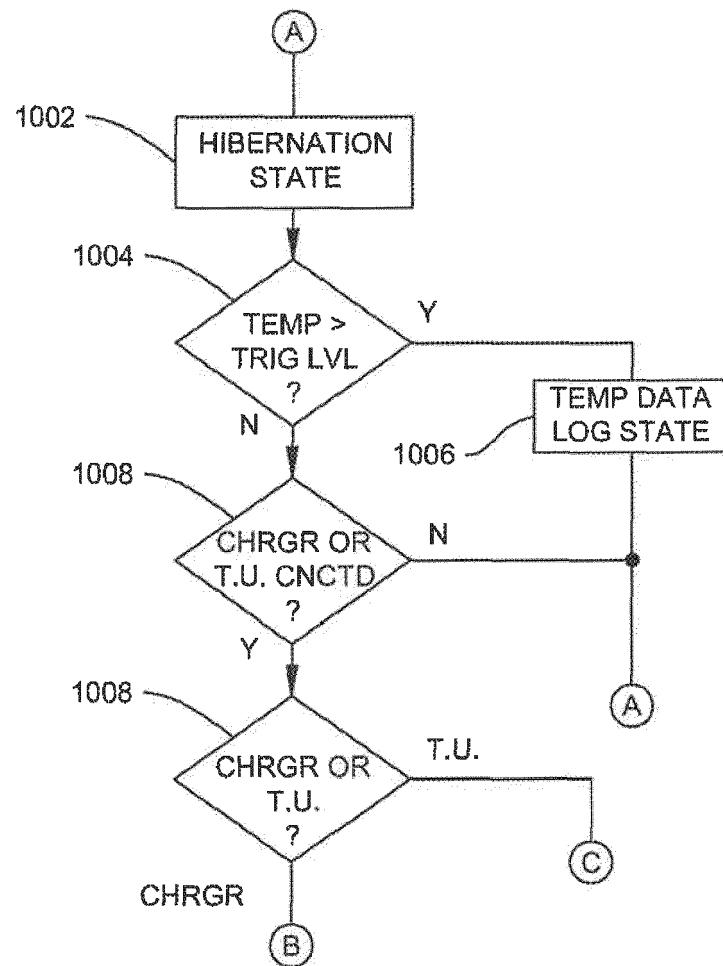 A
1002
HIBERNATION
STATE
1004
TEMP >
TRIG LVL
?
Y
N
TEMP DATA
LOG STATE
1006
1008
CHRGR OR
T.U. CNCTD
?
N
Y
A
1008
CHRGR OR
T.U.
?
T.U.
C
CHRGR
B